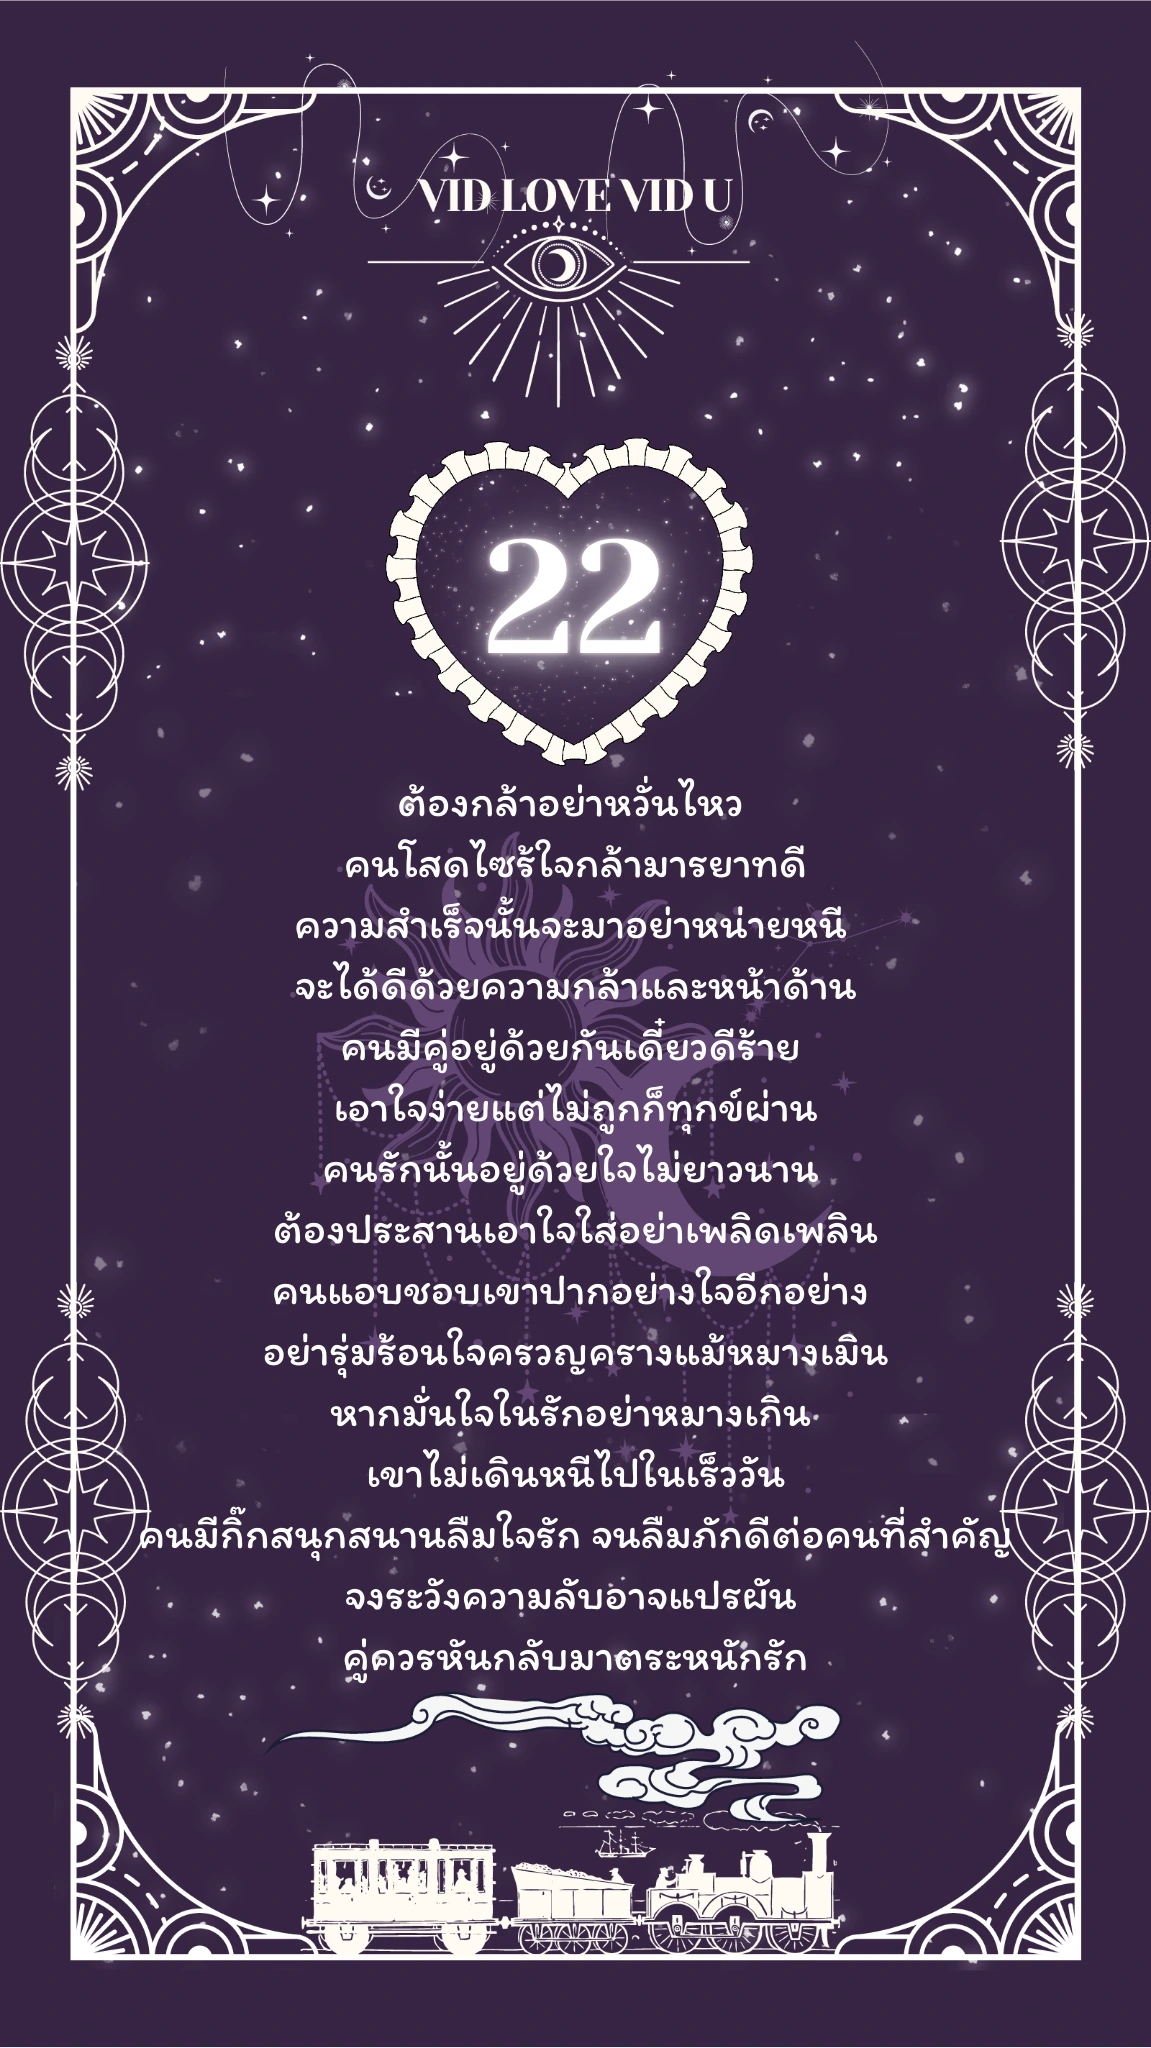 VID LOVE VID U
22
ต้องกล้าอย่าหวั่นไหว
คนโสดไซร้ใจกล้ามารยาทดี
ความสำเร็จนั้นจะมาอย่าหน่ายหนี
จะได้ดีด้วยความกล้าและหน้าด้าน
คนมีคู่อยู่ด้วยกันเดี๋ยวดีร้าย
เอาใจง่ายแต่ไม่ถูกก็ทุกข์ผ่าน
คนรักนั้นอยู่ด้วยใจไม่ยาวนาน
ต้องประสานเอาใจใส่อย่าเพลิดเพลิน
คนแอบชอบเขาปากอย่างใจอีกอย่าง
อย่ารุ่มร้อนใจครวญครางแม้หมางเมิน
หากมั่นใจในรักอย่าหมางเกิน
เขาไม่เดินหนีไปในเร็ววัน
คนมีกิ๊กสนุกสนานลืมใจรัก จนลืมภักดีต่อคนที่สำคัญ
จงระวังความลับอาจแปรผัน
คู่ควรหันกลับมาตระหนักรัก